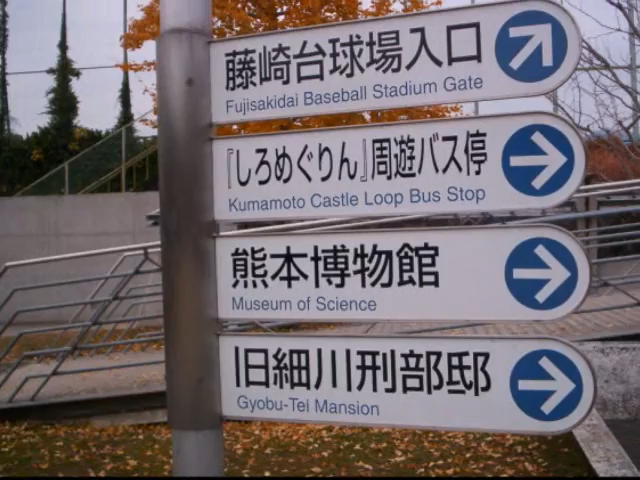 藤崎台球場入口
Fujisakidai Baseball Stadium Gate
『しろめぐりん』周遊バス停
Kumamoto Castle Loop Bus Stop
熊本博物館
Museum of Science
旧細川刑部邸
Gyobu-Tei Mansion